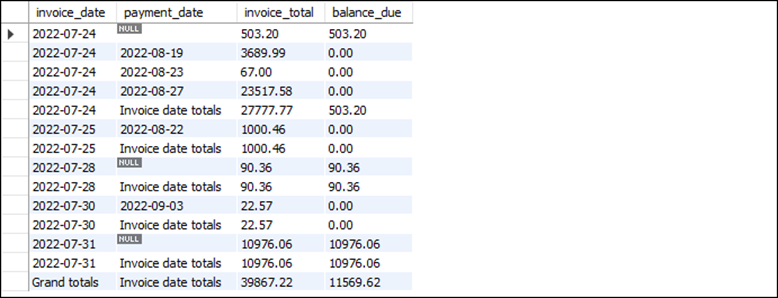 invoice_date payment_date invoice_total balance_due
2022-07-24 NULL 503.20 503.20
2022-07-24 2022-08-19 3689.99 0.00
2022-07-24 2022-08-23 67.00 0.00
2022-07-24 2022-08-27 23517.58 0.00
2022-07-24 Invoice date totals 27777.77 503.20
2022-07-25 2022-08-22 1000.46 0.00
2022-07-25 Invoice date totals 1000.46 0.00
2022-07-28 NULL 90.36 90.36
2022-07-28 Invoice date totals 90.36 90.36
2022-07-30 2022-09-03 22.57 0.00
2022-07-30 Invoice date totals 22.57 0.00
2022-07-31 NULL 10976.06 10976.06
2022-07-31 Invoice date totals 10976.06 10976.06
Grand totals Invoice date totals 39867.22 11569.62